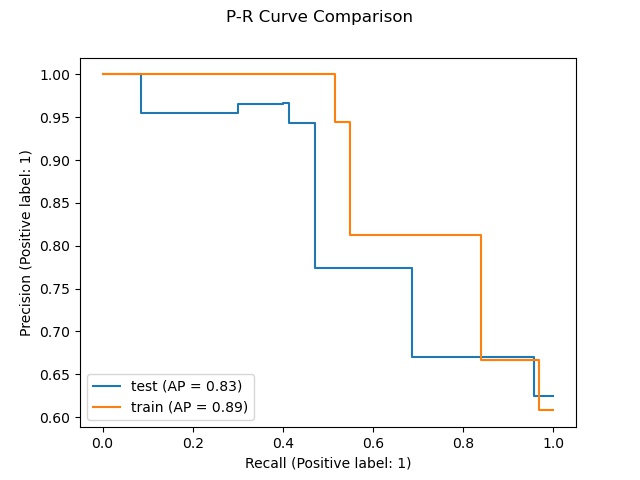 P-R Curve Comparison
1.00
0.95
0.90
0.85
0.80
0.75
0.70
0.65
0.60
Precision (Positive label: 1)
test (AP = 0.83)
train (AP = 0.89)
0.0 0.2 0.4 0.6 0.8 1.0
Recall (Positive label: 1)